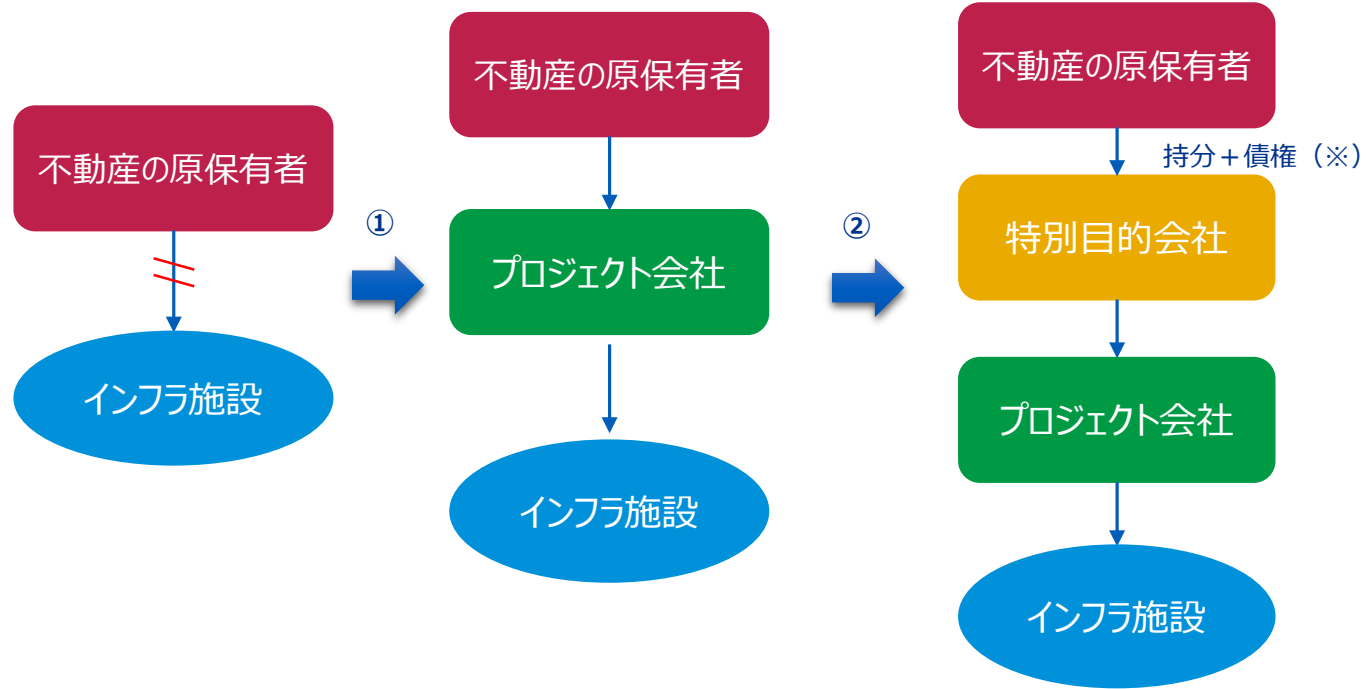 不動産の原保有者
インフラ施設
①
不動産の原保有者
プロジェクト会社
インフラ施設
②
不動産の原保有者
持分＋債権（※）
特別目的会社
プロジェクト会社
インフラ施設